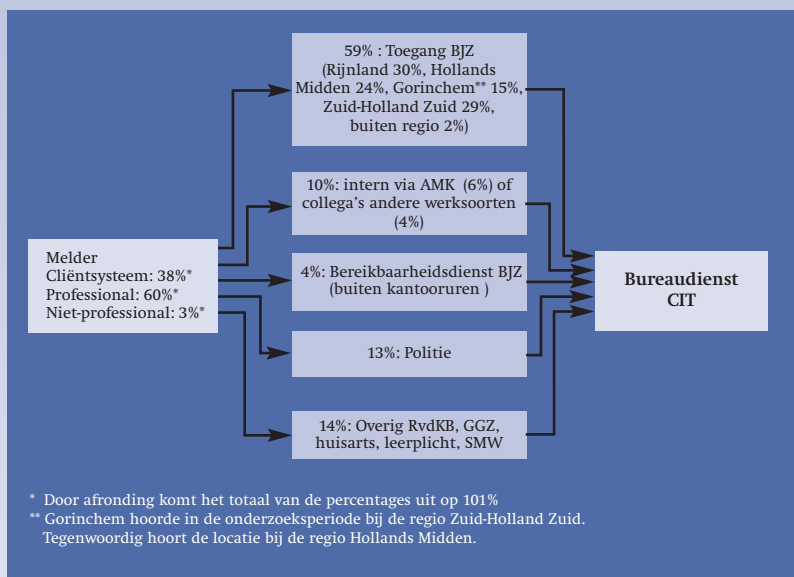 59% : Toegang BJZ
(Rijnland 30%, Hollands
Midden 24%, Gorinchem** 15%,
Zuid-Holland Zuid 29%,
buiten regio 2%)
10%: intern via AMK (6%) of
collega's andere werksoorten
(4%)
Melder
Cliëntsysteem: 38%*
Professional: 60%*
Niet-professional: 3%*
4%: Bereikbaarheidsdienst BJZ
(buiten kantooruren )
Bureaudienst
CIT
13%: Politie
14%: Overig RvdKB, GGZ,
huisarts, leerplicht, SMW
* Door afronding komt het totaal van de percentages uit op 101%
** Gorinchem hoorde in de onderzoeksperiode bij de regio Zuid-Holland Zuid.
Tegenwoordig hoort de locatie bij de regio Hollands Midden.